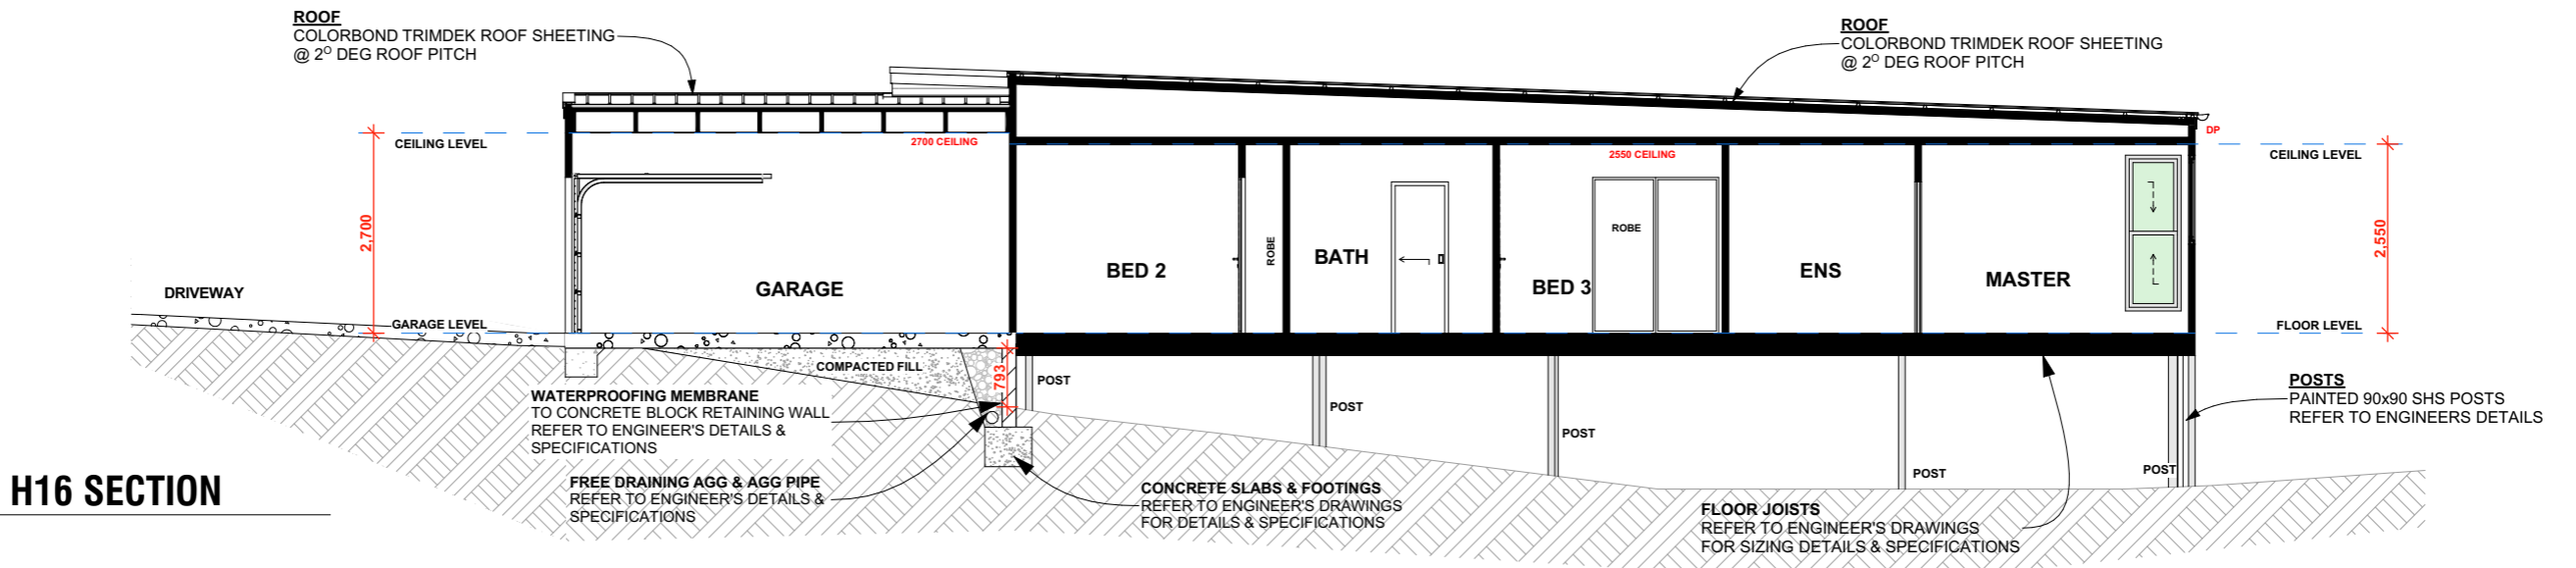 ROOF
COLORBOND TRIMDEK ROOF SHEETING
@ 2° DEG ROOF PITCH
ROOF
COLORBOND TRIMDEK ROOF SHEETING
@ 2° DEG ROOF PITCH
CEILING LEVEL
2700 CEILING
2550 CEILING
DP
CEILING LEVEL
2,700
2,550
DRIVEWAY
GARAGE LEVEL
GARAGE
BED 2
ROBE
BATH
BED 3
ROBE
ENS
MASTER
FLOOR LEVEL
COMPACTED FILL
793
POST
POST
POST
POST
POST
WATERPROOFING MEMBRANE
TO CONCRETE BLOCK RETAINING WALL
REFER TO ENGINEER'S DETAILS &
SPECIFICATIONS
FREE DRAINING AGG & AGG PIPE
REFER TO ENGINEER'S DETAILS &
SPECIFICATIONS
CONCRETE SLABS & FOOTINGS
REFER TO ENGINEER'S DRAWINGS
FOR DETAILS & SPECIFICATIONS
FLOOR JOISTS
REFER TO ENGINEER'S DRAWINGS
FOR SIZING DETAILS & SPECIFICATIONS
POSTS
PAINTED 90x90 SHS POSTS
REFER TO ENGINEERS DETAILS
H16 SECTION